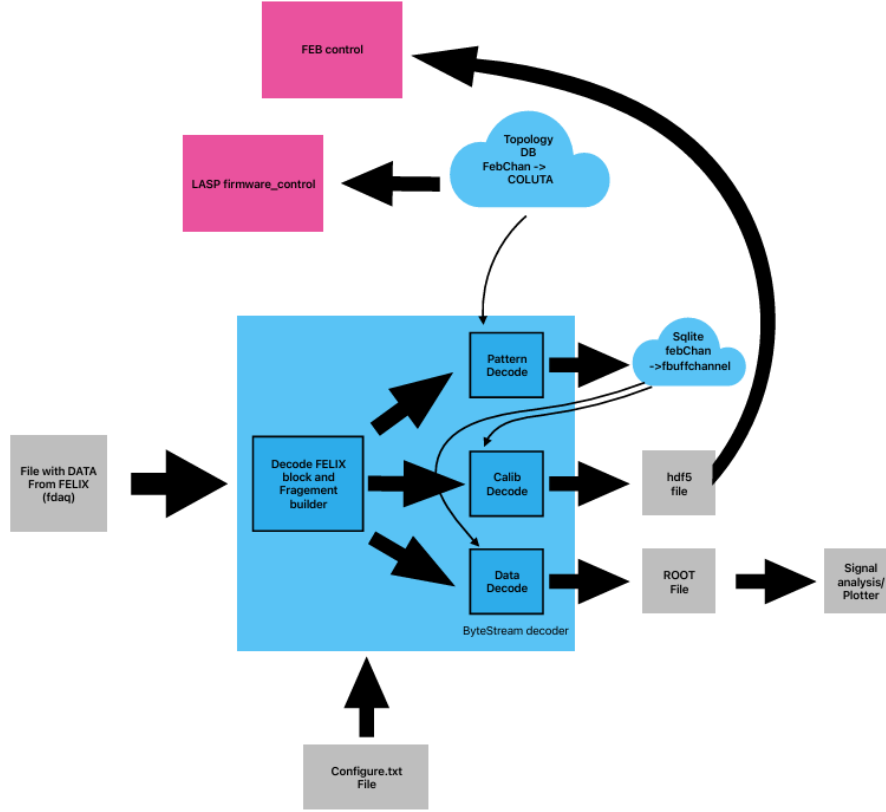 FEB control
Topology
DB
FebChan ->
COLUTA
LASP firmware_control
Sqlite
febChan
->fbuffchannel
Pattern
Decode
File with DATA
From FELIX
(fdaq)
Decode FELIX
block and
Fragement
builder
Calib
Decode
hdf5
file
Data
Decode
ROOT
File
Signal
analysis/
Plotter
ByteStream decoder
Configure.txt
File